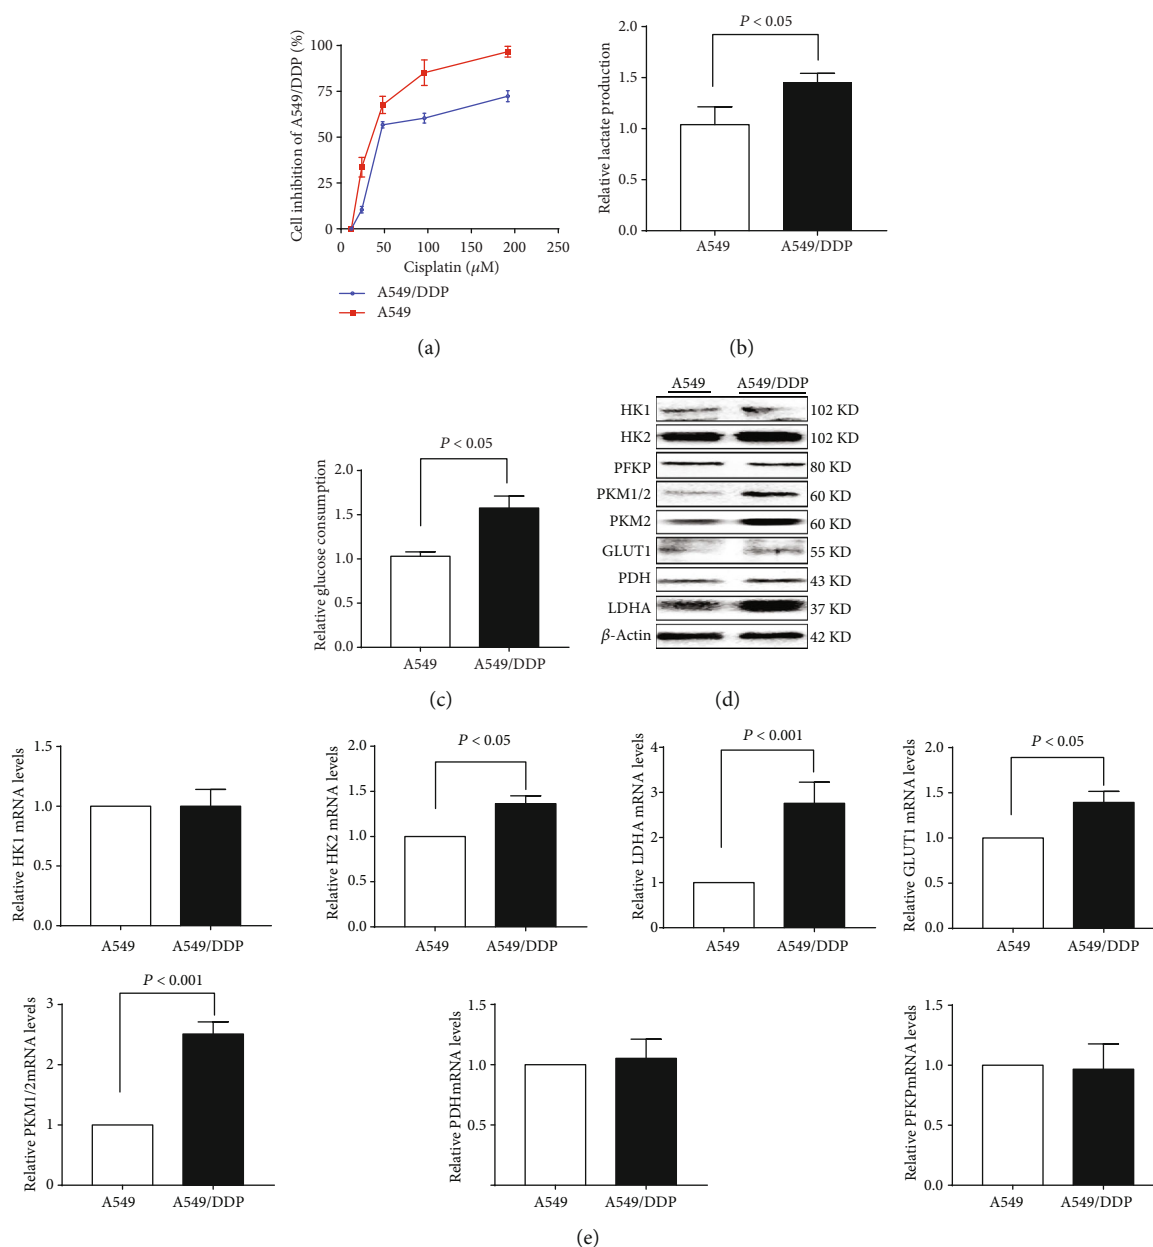 Cell inhibition of A549/DDP (%)
100
75
50
25
0
0 50 100 150 200 250
Cisplatin (μM)
A549/DDP
A549
(a)
P < 0.05
Relative lactate production
2.0
1.5
1.0
0.5
0.0
A549 A549/DDP
(b)
P < 0.05
Relative glucose consumption
2.0
1.5
1.0
0.5
0.0
A549 A549/DDP
(c)
A549 A549/DDP
HK1 102 KD
HK2 102 KD
PFKP 80 KD
PKM1/2 60 KD
PKM2 60 KD
GLUT1 55 KD
PDH 43 KD
LDHA 37 KD
β-Actin 42 KD
(d)
Relative HK1 mRNA levels
1.5
1.0
0.5
0.0
A549 A549/DDP
P < 0.05
Relative HK2 mRNA levels
2.0
1.5
1.0
0.5
0.0
A549 A549/DDP
P < 0.001
Relative LDHA mRNA levels
4
3
2
1
0
A549 A549/DDP
P < 0.05
Relative GLUT1 mRNA levels
2.0
1.5
1.0
0.5
0.0
A549 A549/DDP
P < 0.001
Relative PKM1/2mRNA levels
3
2
1
0
A549 A549/DDP
Relative PDHmRNA levels
1.5
1.0
0.5
0.0
A549 A549/DDP
Relative PFKPmRNA levels
1.5
1.0
0.5
0.0
A549 A549/DDP
(e)